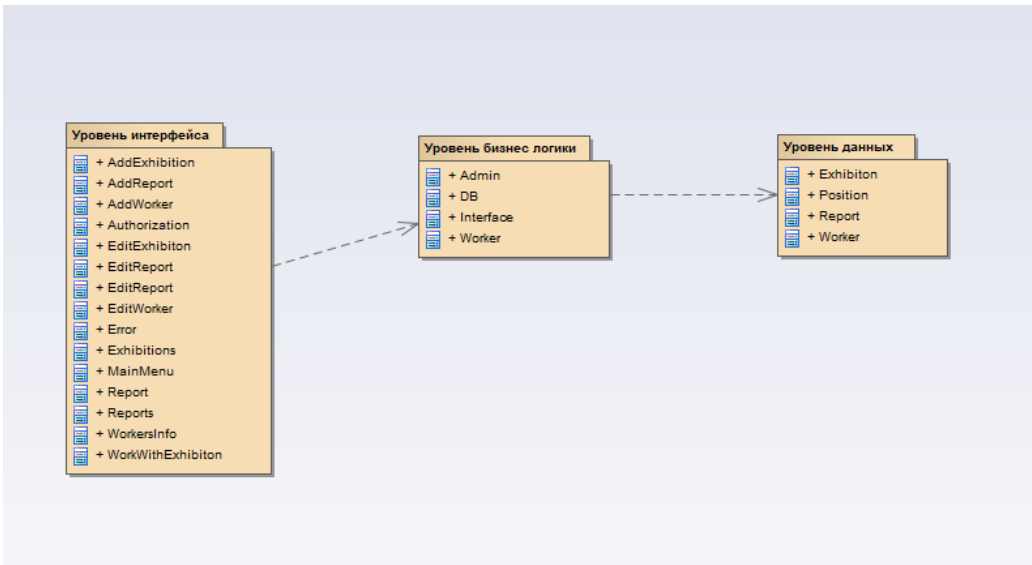 Уровень интерфейса
+ AddExhibition
+ AddReport
+ AddWorker
+ Authorization
+ EditExhibiton
+ EditReport
+ EditReport
+ EditWorker
+ Error
+ Exhibitions
+ MainMenu
+ Report
+ Reports
+ WorkersInfo
+ WorkWithExhibiton
Уровень бизнес логики
+ Admin
+ DB
+ Interface
+ Worker
Уровень данных
+ Exhibiton
+ Position
+ Report
+ Worker